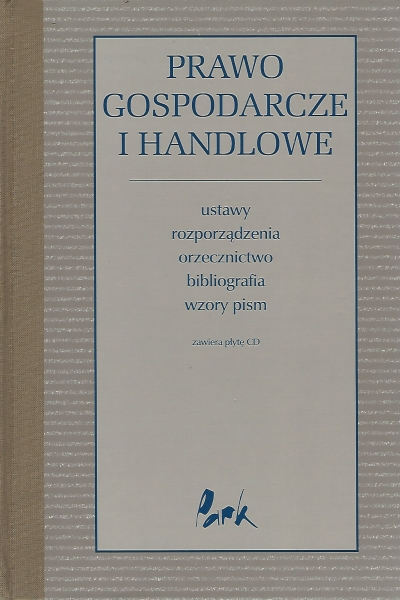 PRAWO
GOSPODARCZE
I HANDLOWE
ustawy
rozporządzenia
orzecznictwo
bibliografia
wzory pism
zawiera płytę CD
Park